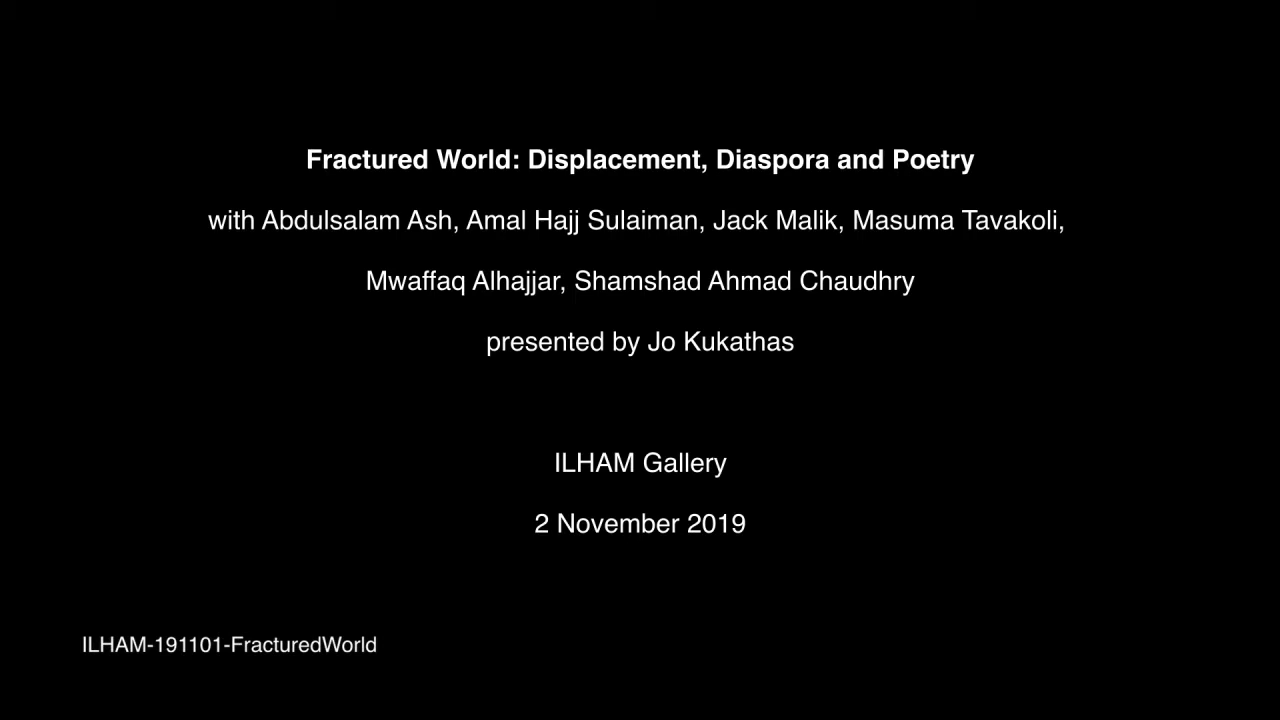 Fractured World: Displacement, Diaspora and Poetry
with Abdulsalam Ash, Amal Hajj Sulaiman, Jack Malik, Masuma Tavakoli,
Mwaffaq Alhajjar, Shamshad Ahmad Chaudhry
presented by Jo Kukathas
ILHAM Gallery
2 November 2019
ILHAM-191101-FracturedWorld